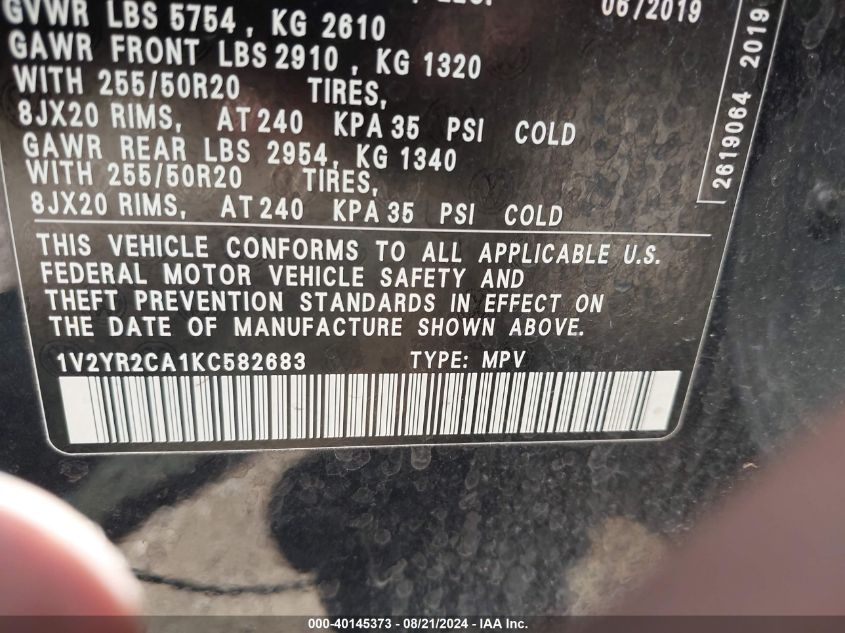 06/2019
GVWR LBS 5754, KG 2610
GAWR FRONT LBS 2910, KG 1320
WITH 255/50R20 TIRES,
8JX20 RIMS, AT 240 KPA 35 PSI COLD
GAWR REAR LBS 2954, KG 1340
WITH 255/50R20 TIRES,
8JX20 RIMS, AT 240 KPA 35 PSI COLD
2619064 2019
THIS VEHICLE CONFORMS TO ALL APPLICABLE U.S.
FEDERAL MOTOR VEHICLE SAFETY AND
THEFT PREVENTION STANDARDS IN EFFECT ON
THE DATE OF MANUFACTURE SHOWN ABOVE.
1V2YR2CA1KC582683 TYPE: MPV
000-40145373 - 08/21/2024 - IAA Inc.